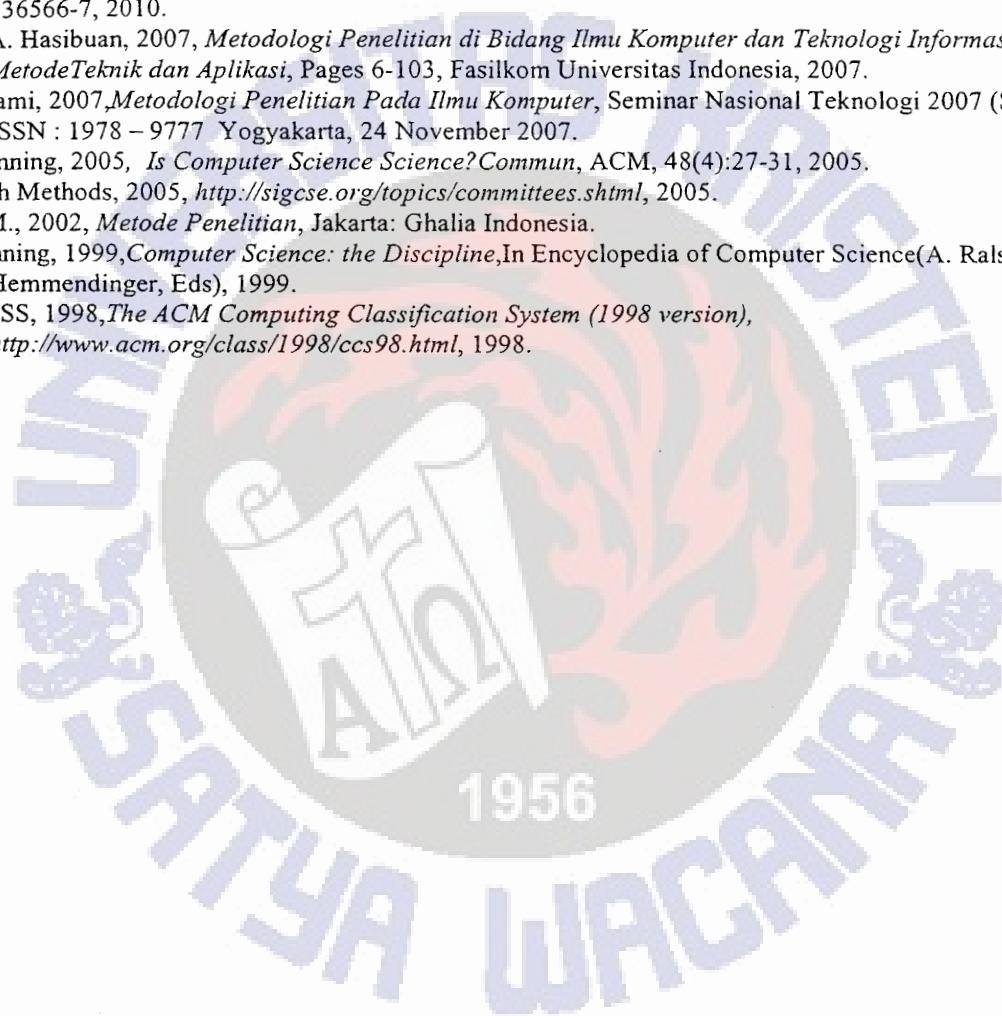 36566-7, 2010.
A. Hasibuan, 2007, Metodologi Penelitian di Bidang Ilmu Komputer dan Teknologi Informas
MetodeTeknik dan Aplikasi, Pages 6-103, Fasilkom Universitas Indonesia, 2007.
ami, 2007,Metodologi Penelitian Pada Ilmu Komputer, Seminar Nasional Teknologi 2007 (S
SSN : 1978 – 9777 Yogyakarta, 24 November 2007.
nning, 2005, Is Computer Science Science?Commun, ACM, 48(4):27-31, 2005.
h Methods, 2005, http://sigcse.org/topics/committees.shtml, 2005.
M., 2002, Metode Penelitian, Jakarta: Ghalia Indonesia.
ning, 1999,Computer Science: the Discipline,In Encyclopedia of Computer Science(A. Rals
Hemmendinger, Eds), 1999.
SS, 1998,The ACM Computing Classification System (1998 version),
ttp://www.acm.org/class/1998/ccs98.html, 1998.
UNIVERSITAS KRISTEN
SATYA WACANA
Α Ω
1956